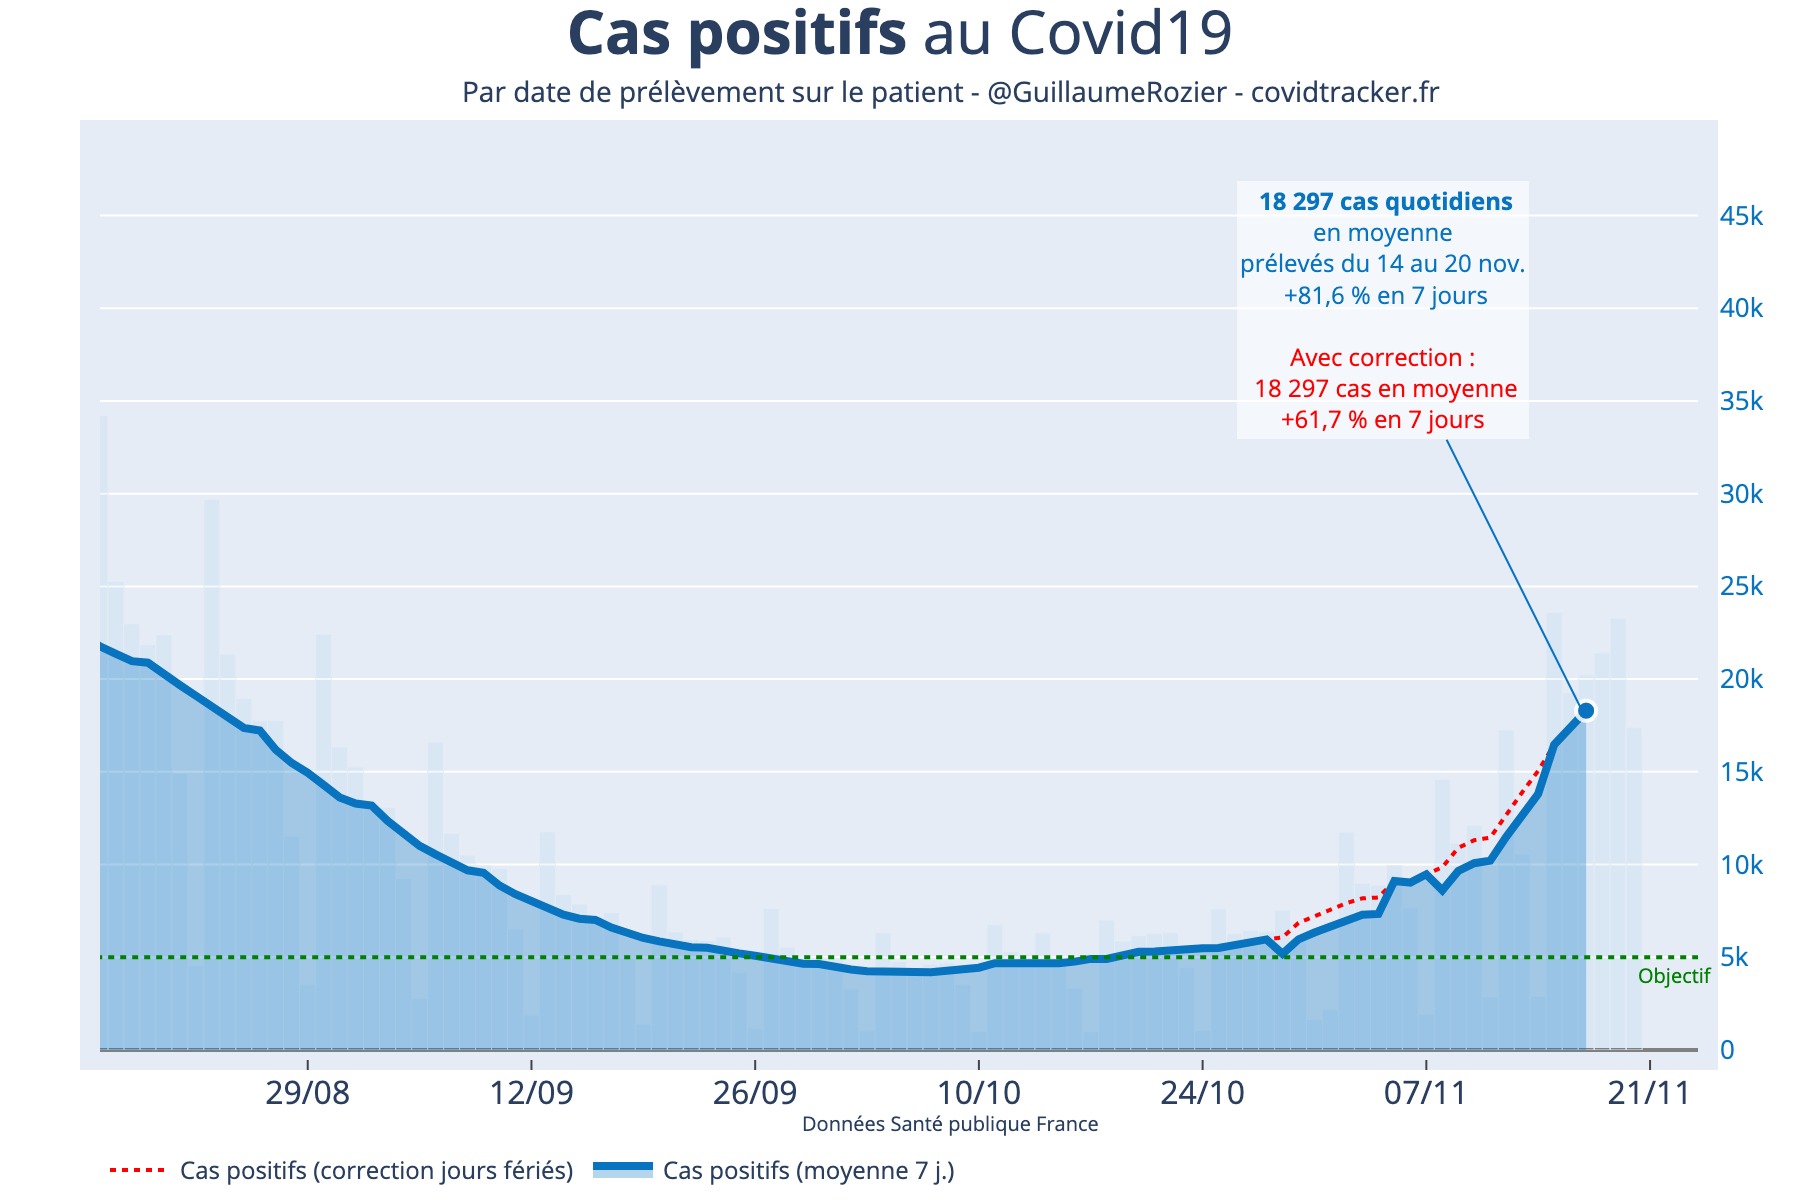 Cas positifs au Covid19
Par date de prélèvement sur le patient - @GuillaumeRozier - covidtracker.fr
18 297 cas quotidiens
en moyenne
prélevés du 14 au 20 nov.
+81,6 % en 7 jours
Avec correction :
18 297 cas en moyenne
+61,7 % en 7 jours
45k
40k
35k
30k
25k
20k
15k
10k
5k
Objectif
0
29/08 12/09 26/09 10/10 24/10 07/11 21/11
Données Santé publique France
Cas positifs (correction jours fériés) Cas positifs (moyenne 7 j.)